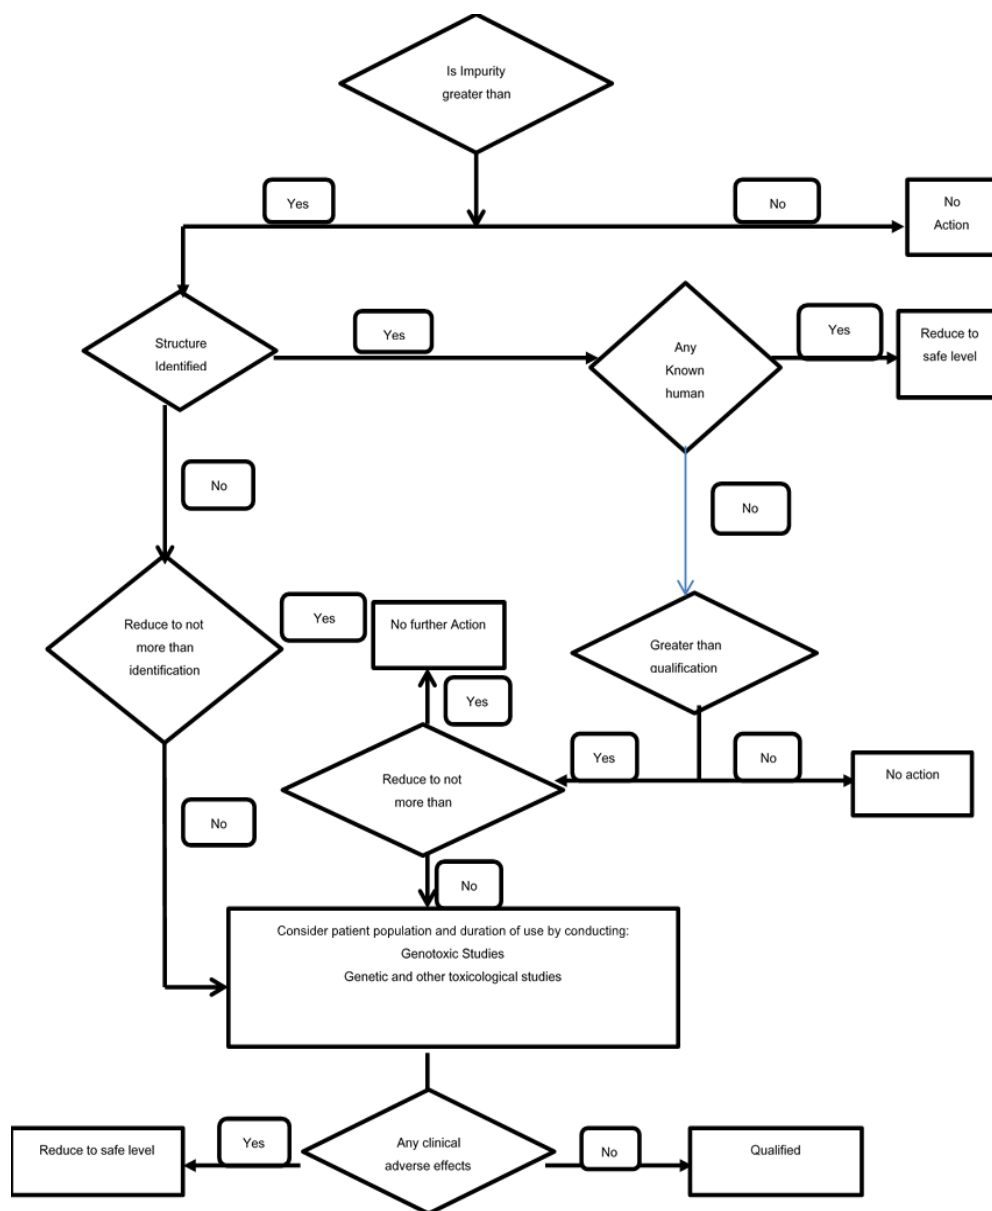 Is Impurity
greater than
Yes
No
No
Action
Structure
Identified
Yes
Any
Known
human
Yes
Reduce to
safe level
No
No
Reduce to not
more than
identification
Yes
No further Action
Greater than
qualification
Yes
Reduce to not
more than
Yes
No
No action
No
No
Consider patient population and duration of use by conducting:
Genotoxic Studies
Genetic and other toxicological studies
Reduce to safe level
Yes
Any clinical
adverse effects
No
Qualified